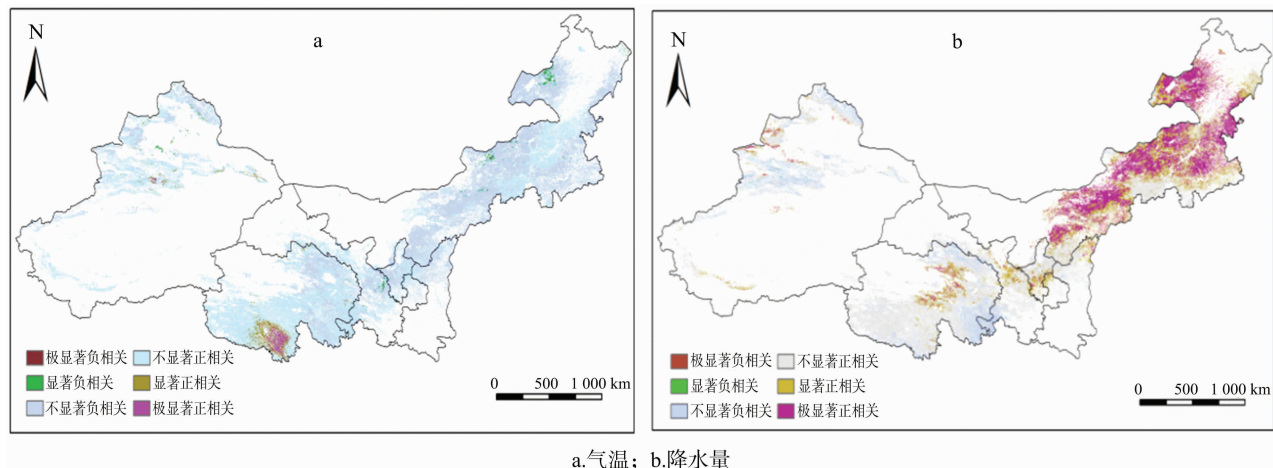 N
a
极显著负相关 不显著正相关
显著负相关 显著正相关
不显著负相关 极显著正相关
0 500 1 000 km
N
b
极显著负相关 不显著正相关
显著负相关 显著正相关
不显著负相关 极显著正相关
0 500 1 000 km
a.气温；b.降水量